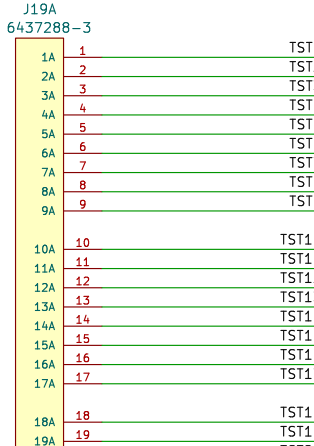 J19A
6437288-3
1A 1 TST
2A 2 TST
3A 3 TST
4A 4 TST
5A 5 TST
6A 6 TST
7A 7 TST
8A 8 TST
9A 9 TST
10A 10 TST1
11A 11 TST1
12A 12 TST1
13A 13 TST1
14A 14 TST1
15A 15 TST1
16A 16 TST1
17A 17 TST1
18A 18 TST1
19A 19 TST1